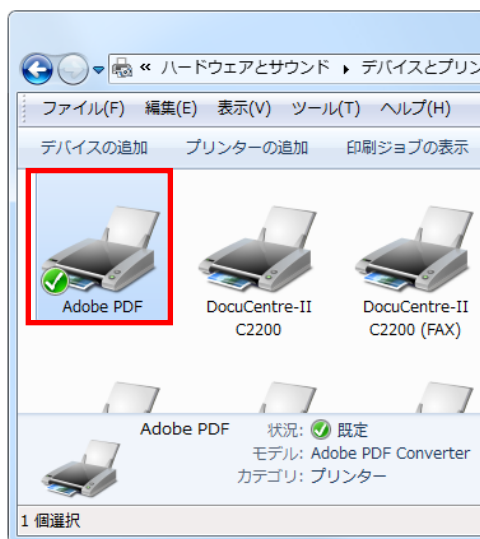 « ハードウェアとサウンド ▸ デバイスとプリン
ファイル(F) 編集(E) 表示(V) ツール(T) ヘルプ(H)
デバイスの追加 プリンターの追加 印刷ジョブの表示
Adobe PDF
DocuCentre-II
C2200
DocuCentre-II
C2200 (FAX)
Adobe PDF 状況: 既定
モデル: Adobe PDF Converter
カテゴリ: プリンター
1 個選択